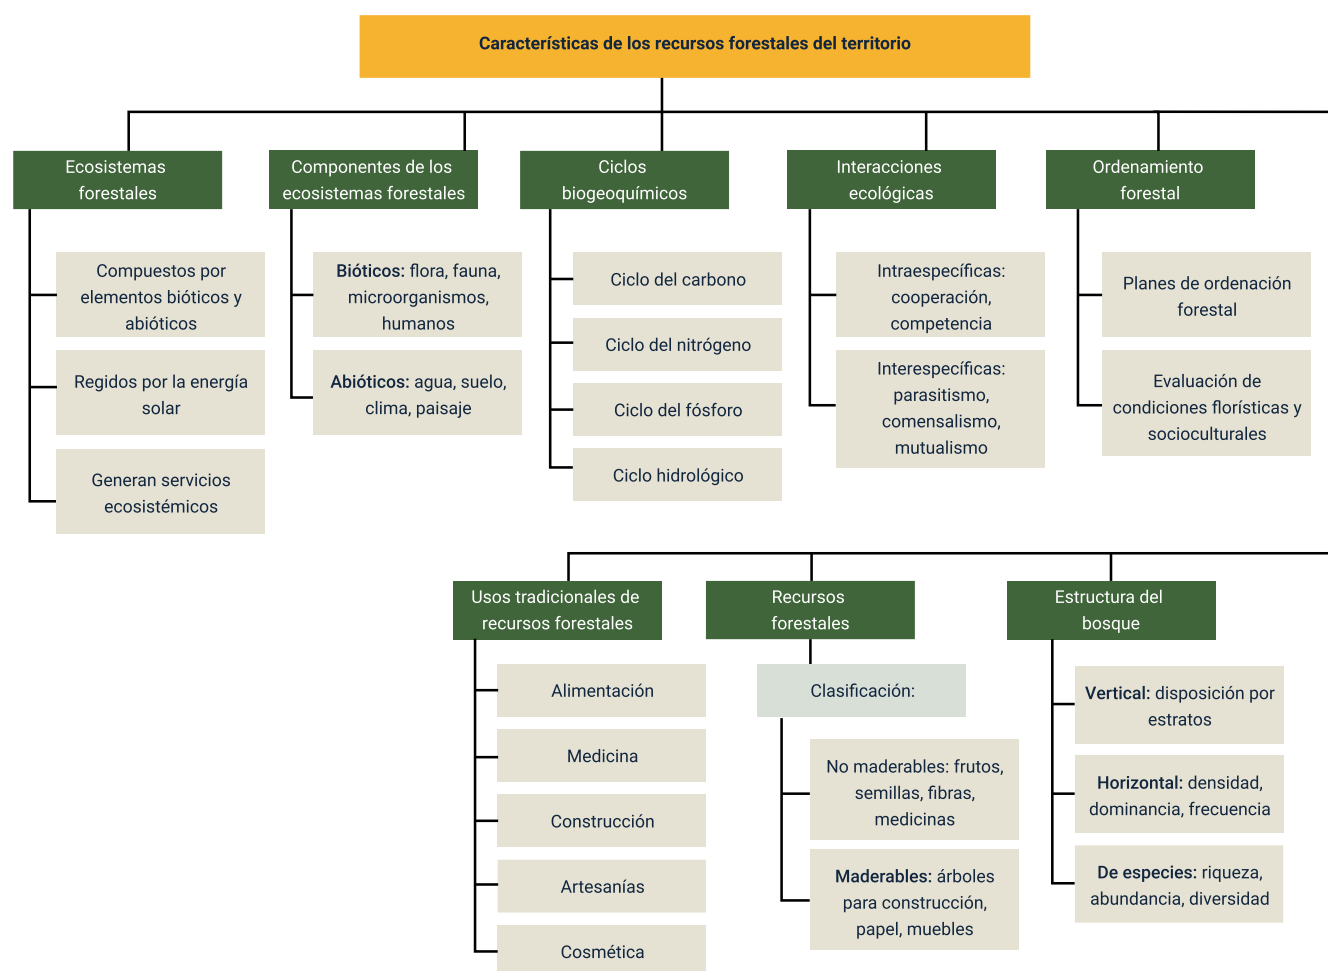 Características de los recursos forestales del territorio
Ecosistemas
forestales
Compuestos por
elementos bióticos y
abióticos
Regidos por la energía
solar
Generan servicios
ecosistémicos
Componentes de los
ecosistemas forestales
Bióticos: flora, fauna,
microorganismos,
humanos
Abióticos: agua, suelo,
clima, paisaje
Ciclos
biogeoquímicos
Ciclo del carbono
Ciclo del nitrógeno
Ciclo del fósforo
Ciclo hidrológico
Interacciones
ecológicas
Intraespecíficas:
cooperación,
competencia
Interespecíficas:
parasitismo,
comensalismo,
mutualismo
Ordenamiento
forestal
Planes de ordenación
forestal
Evaluación de
condiciones florísticas y
socioculturales
Usos tradicionales de
recursos forestales
Alimentación
Medicina
Construcción
Artesanías
Cosmética
Recursos
forestales
Clasificación:
No maderables: frutos,
semillas, fibras,
medicinas
Maderables: árboles
para construcción,
papel, muebles
Estructura del
bosque
Vertical: disposición por
estratos
Horizontal: densidad,
dominancia, frecuencia
De especies: riqueza,
abundancia, diversidad